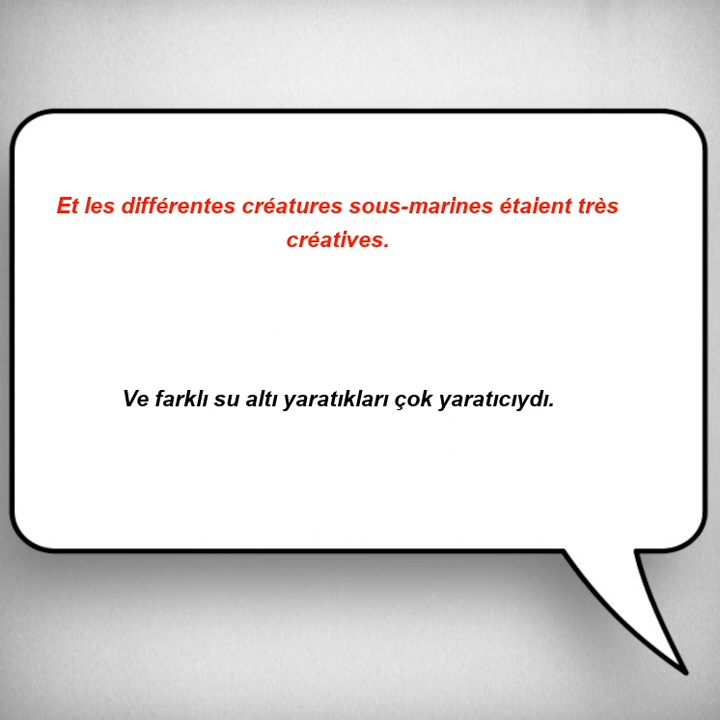 Et les différentes créatures sous-marines étaient très
créatives.
Ve farklı su altı yaratıkları çok yaratıcıydı.